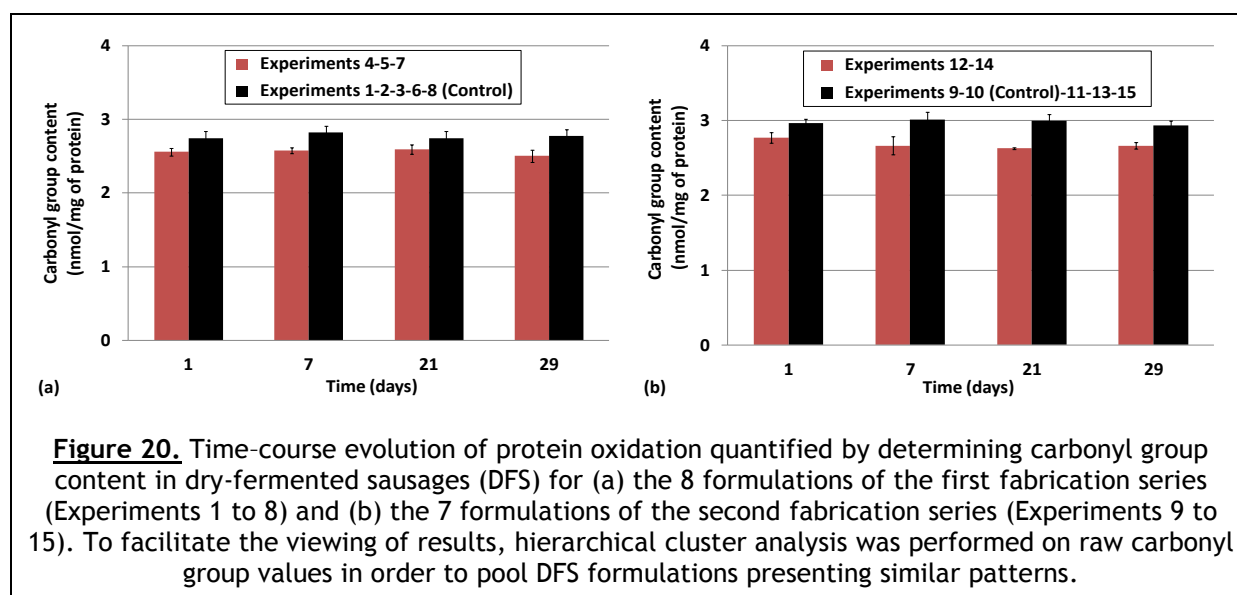 4
3
2
1
0
Carbonyl group content
(nmol/mg of protein)
Experiments 4-5-7
Experiments 1-2-3-6-8 (Control)
1 7 21 29
Time (days)
(a)
4
3
2
1
0
Carbonyl group content
(nmol/mg of protein)
Experiments 12-14
Experiments 9-10 (Control)-11-13-15
1 7 21 29
Time (days)
(b)
Figure 20. Time-course evolution of protein oxidation quantified by determining carbonyl group
content in dry-fermented sausages (DFS) for (a) the 8 formulations of the first fabrication series
(Experiments 1 to 8) and (b) the 7 formulations of the second fabrication series (Experiments 9 to
15). To facilitate the viewing of results, hierarchical cluster analysis was performed on raw carbonyl
group values in order to pool DFS formulations presenting similar patterns.